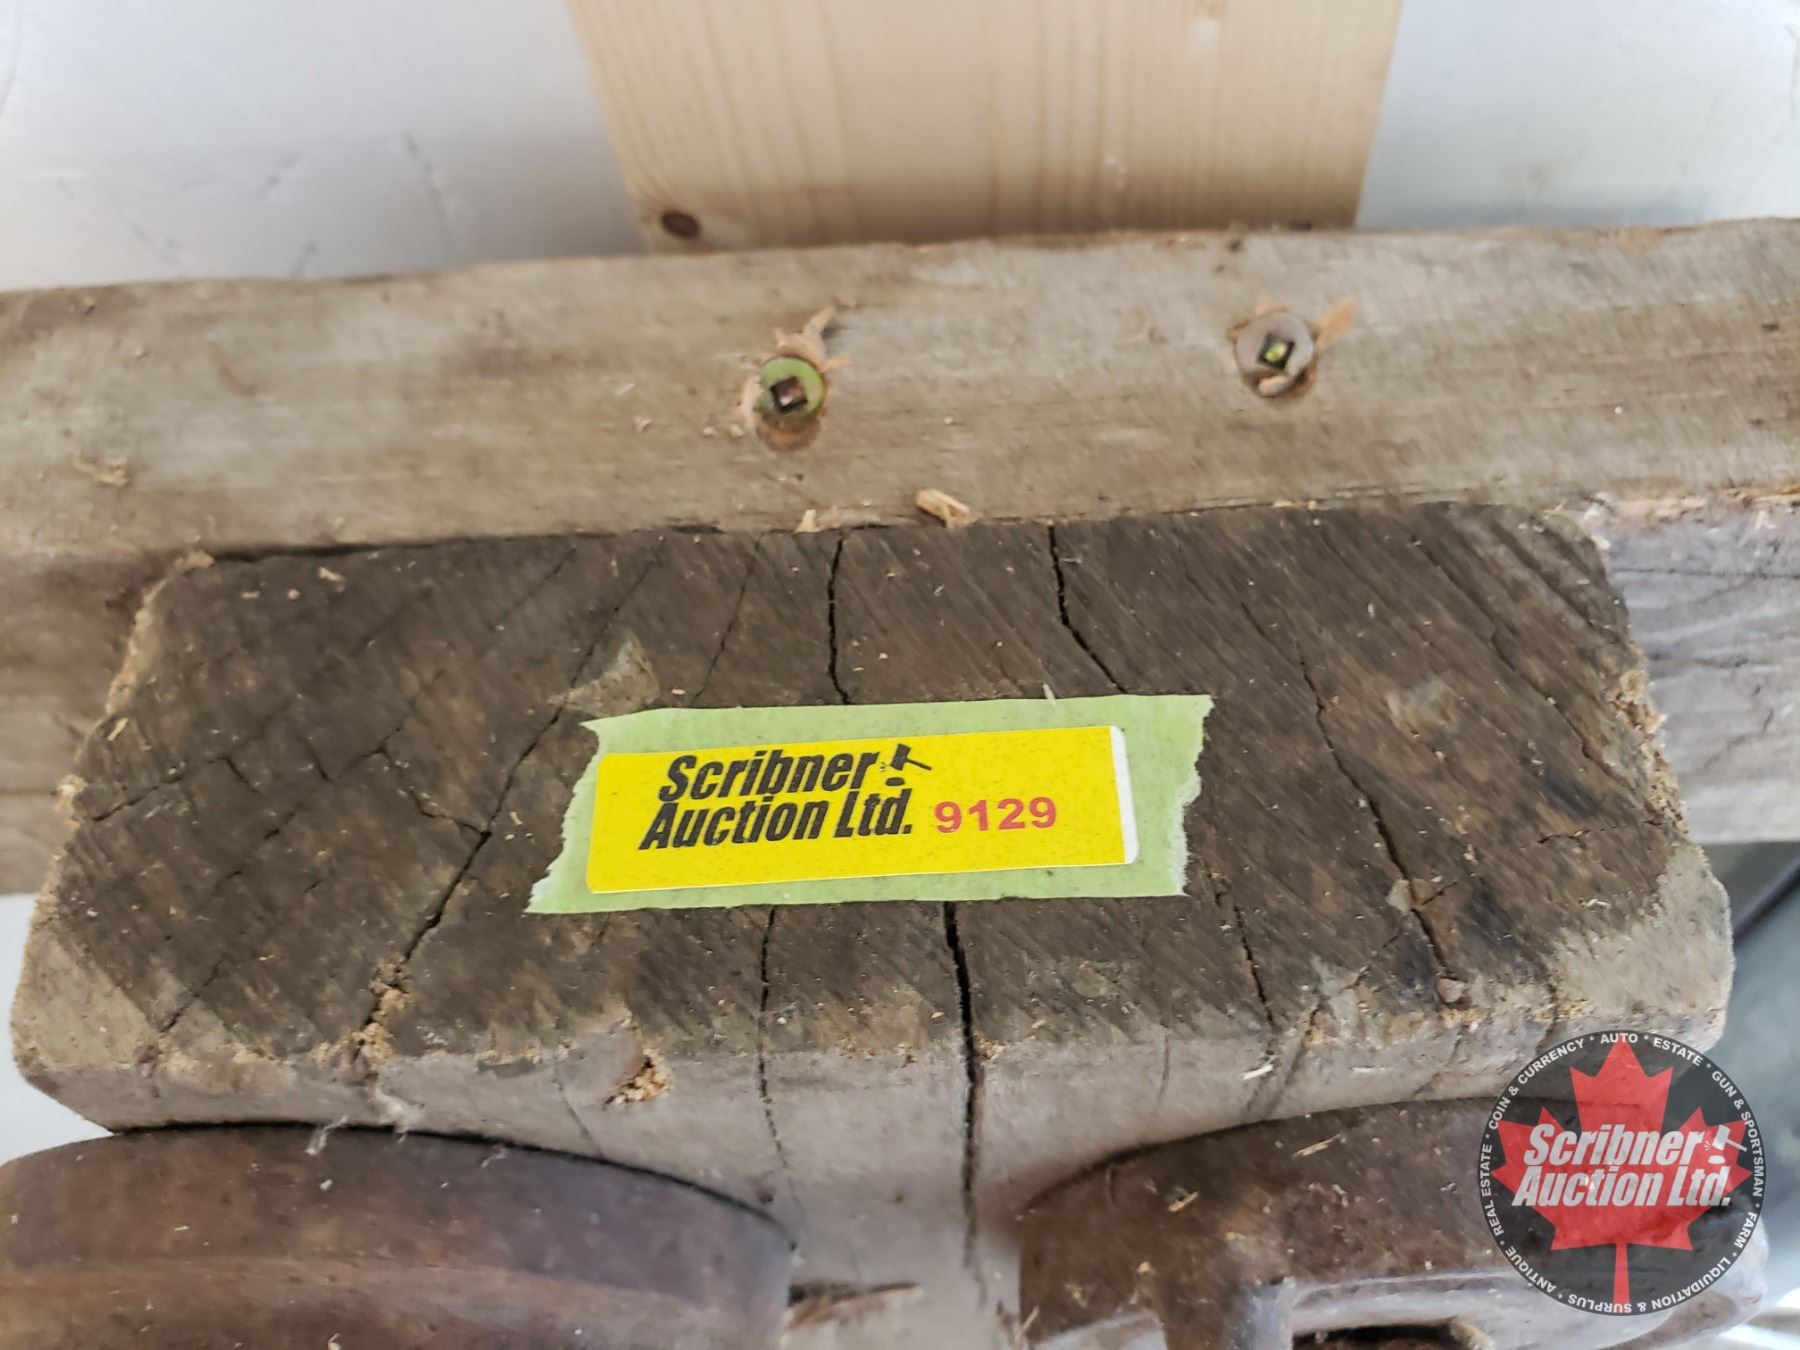 Scribner
Auction Ltd. 9129
COIN & CURRENCY * AUTO * ESTATE * GUN & SPORTSMAN * FARM * LIQUIDATION & SURPLUS * ANTIQUE * REAL ESTATE *
Scribner
Auction Ltd.